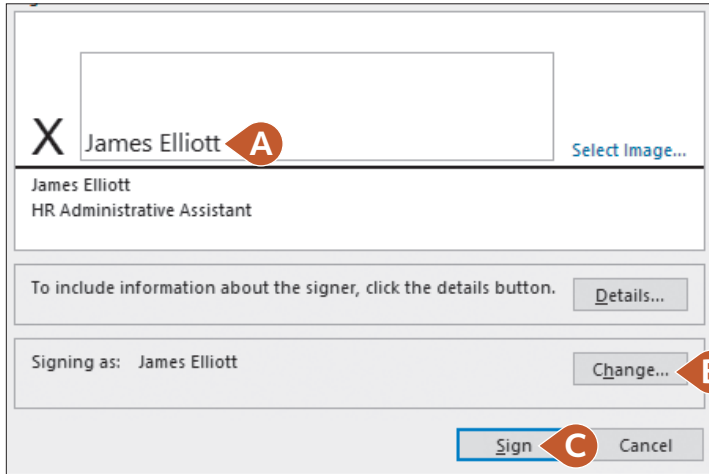 X James Elliott A
Select Image...
James Elliott
HR Administrative Assistant
To include information about the signer, click the details button. Details...
Signing as: James Elliott Change...
Sign C Cancel